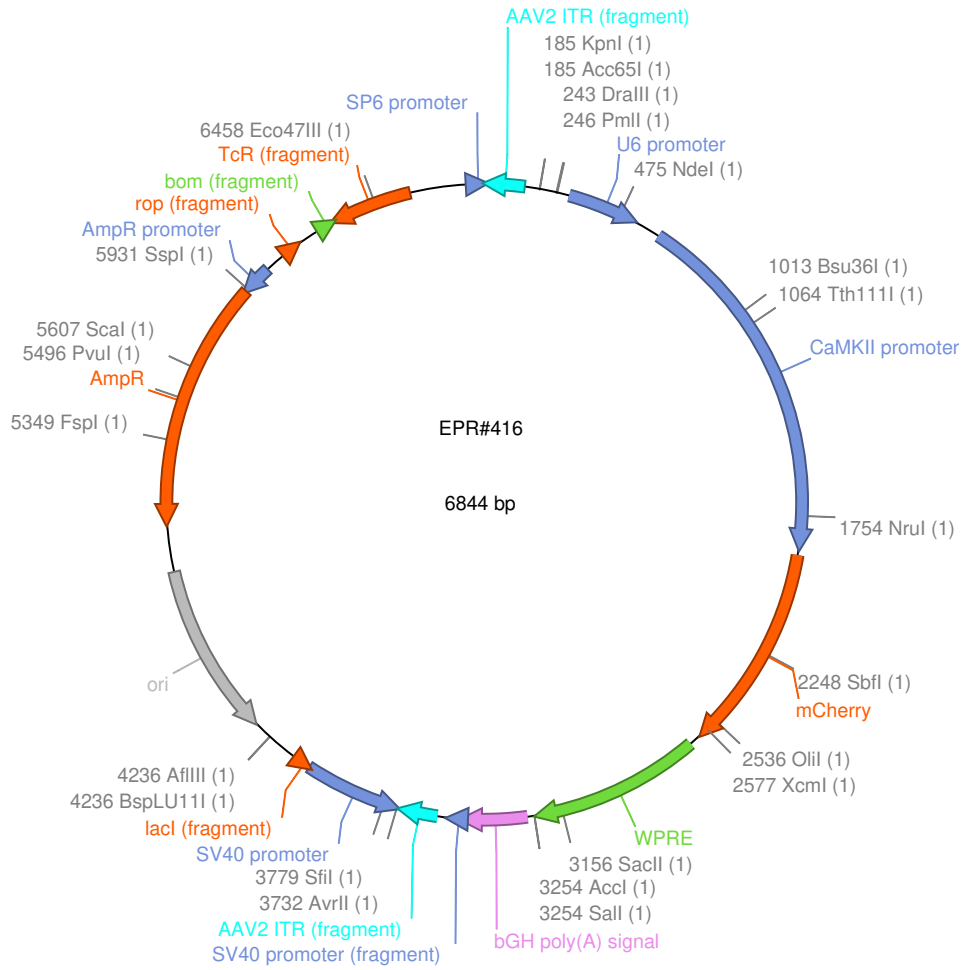 AAV2 ITR (fragment)
185 KpnI (1)
185 Acc65I (1)
243 DraIII (1)
246 PmlI (1)
SP6 promoter
U6 promoter
6458 Eco47III (1)
TcR (fragment)
475 NdeI (1)
bom (fragment)
rop (fragment)
AmpR promoter
5931 SspI (1)
1013 Bsu36I (1)
1064 Tth111I (1)
5607 ScaI (1)
5496 PvuI (1)
AmpR
CaMKII promoter
5349 FspI (1)
EPR#416
6844 bp
1754 NruI (1)
ori
2248 SbfI (1)
mCherry
2536 OliI (1)
2577 XcmI (1)
4236 AflIII (1)
4236 BspLU11I (1)
lacI (fragment)
WPRE
SV40 promoter
3156 SacII (1)
3779 SfiI (1)
3254 AccI (1)
3732 AvrII (1)
3254 SalI (1)
AAV2 ITR (fragment)
bGH poly(A) signal
SV40 promoter (fragment)